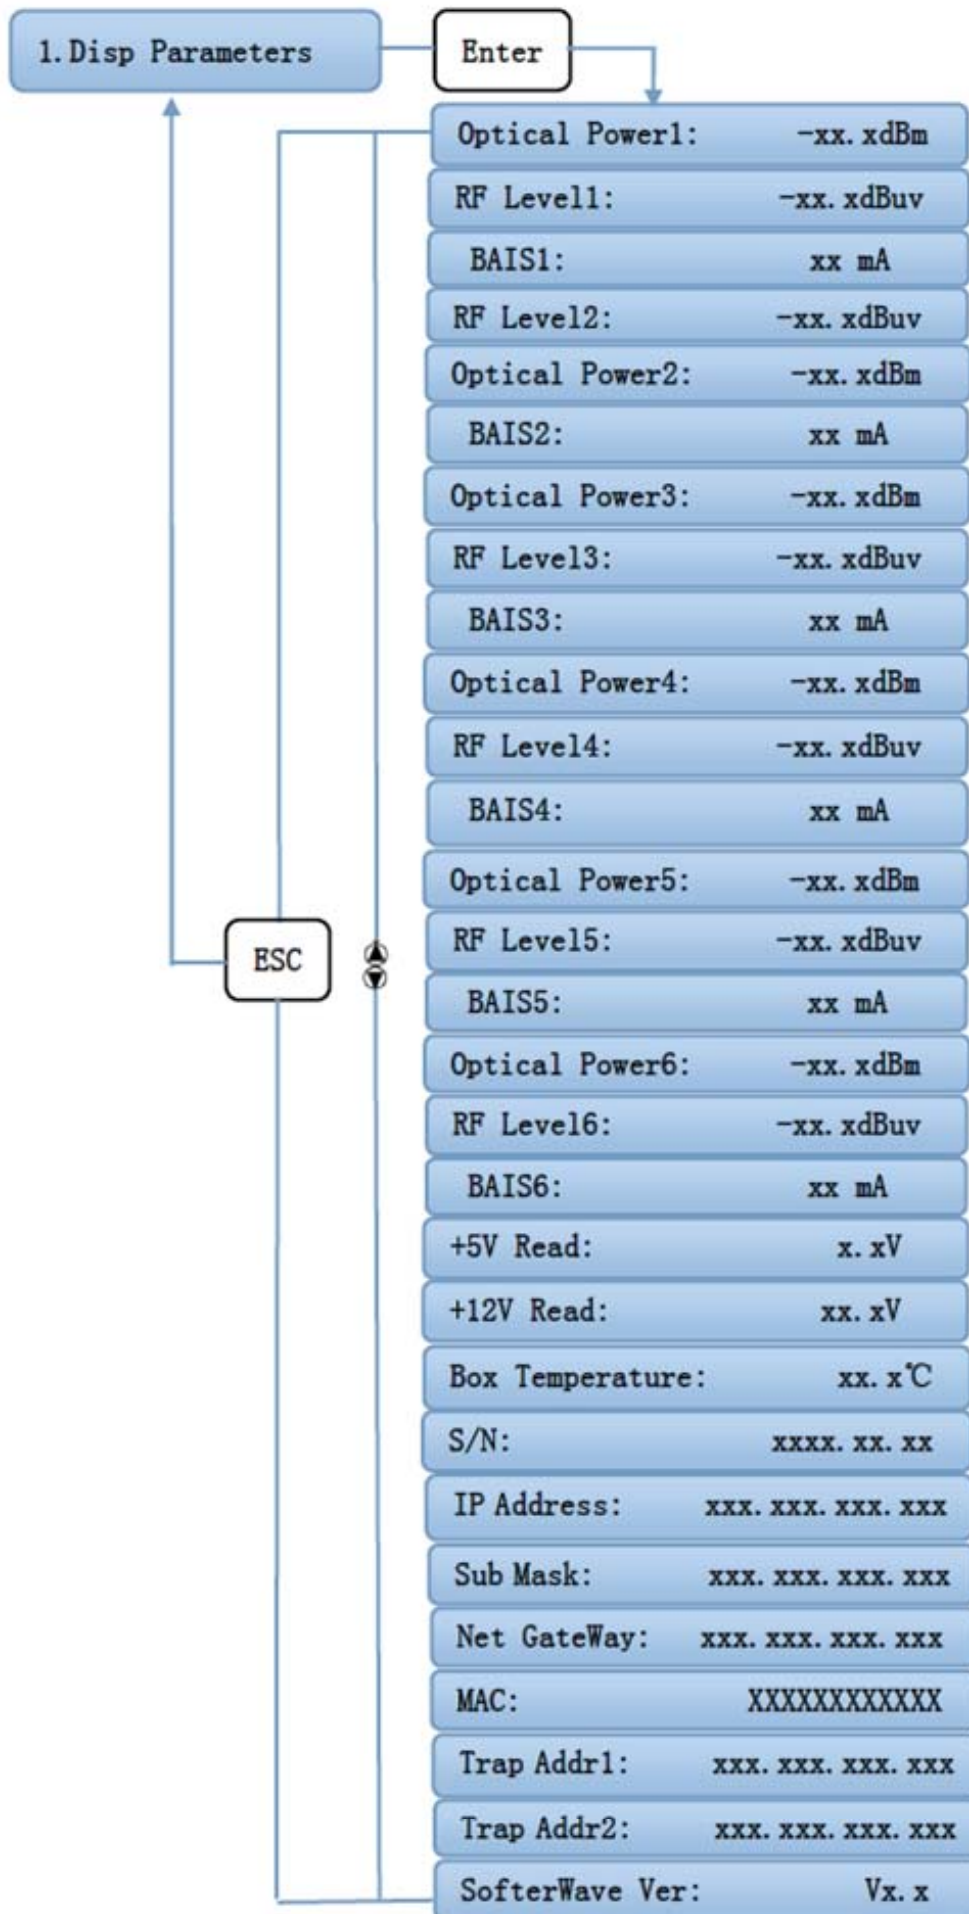 1.Disp Parameters
Enter
Optical Power1: -xx.xdBm
RF Level1: -xx.xdBuv
BAIS1: xx mA
RF Level2: -xx.xdBuv
Optical Power2: -xx.xdBm
BAIS2: xx mA
Optical Power3: -xx.xdBm
RF Level3: -xx.xdBuv
BAIS3: xx mA
Optical Power4: -xx.xdBm
RF Level4: -xx.xdBuv
BAIS4: xx mA
Optical Power5: -xx.xdBm
RF Level5: -xx.xdBuv
ESC
BAIS5: xx mA
Optical Power6: -xx.xdBm
RF Level6: -xx.xdBuv
BAIS6: xx mA
+5V Read: x.xV
+12V Read: xx.xV
Box Temperature: xx.x℃
S/N: xxxx.xx.xx
IP Address: xxx.xxx.xxx.xxx
Sub Mask: xxx.xxx.xxx.xxx
Net GateWay: xxx.xxx.xxx.xxx
MAC: XXXXXXXXXXXX
Trap Addr1: xxx.xxx.xxx.xxx
Trap Addr2: xxx.xxx.xxx.xxx
SofterWave Ver: Vx.x